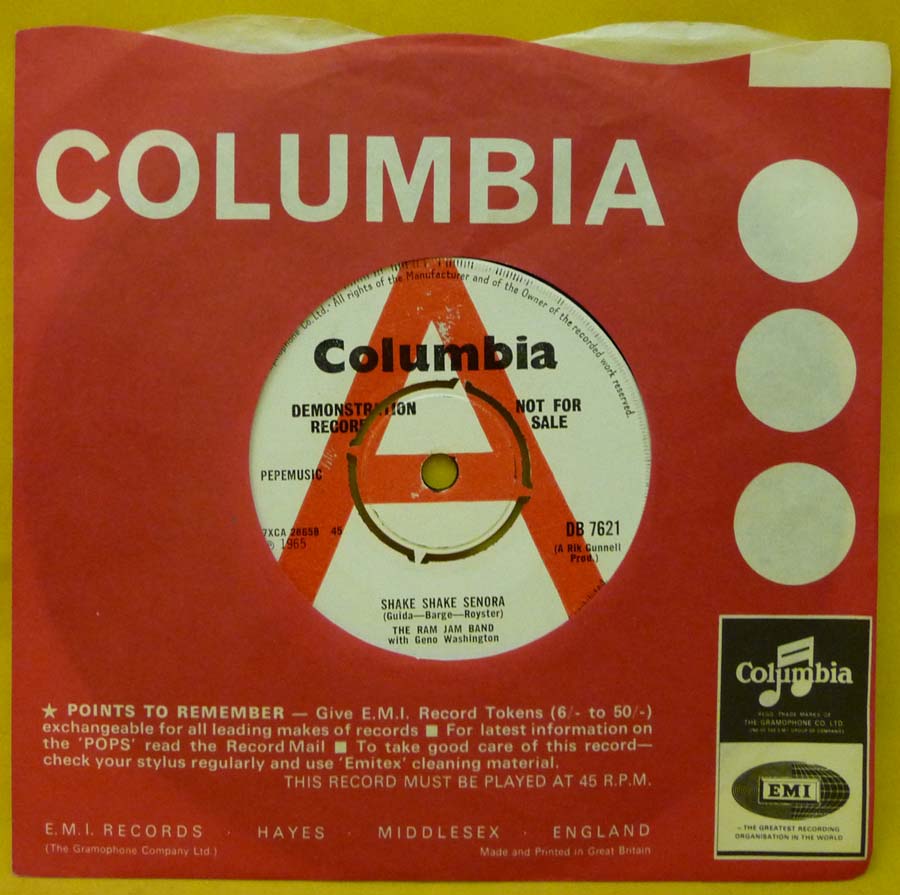 COLUMBIA
Co. Ltd. - All rights of the Manufacturer and of the Owner of the recorded work reserved.
Columbia
DEMONSTRATION
RECORD
NOT FOR
SALE
PEPEMUSIC
7XCA 28658 45
℗ 1965
DB 7621
(A Rik Gunnell
Prod.)
A
SHAKE SHAKE SENORA
(Guida—Barge—Royster)
THE RAM JAM BAND
with Geno Washington
Columbia
REGD. TRADE MARKS OF
THE GRAMOPHONE CO. LTD.
EMI
— THE GREATEST RECORDING
ORGANISATION IN THE WORLD
★ POINTS TO REMEMBER — Give E.M.I. Record Tokens (6/- to 50/-)
exchangeable for all leading makes of records ■ For latest information on
the 'POPS' read the Record Mail ■ To take good care of this record—
check your stylus regularly and use 'Emitex' cleaning material.
THIS RECORD MUST BE PLAYED AT 45 R.P.M.
E.M.I. RECORDS · HAYES · MIDDLESEX · ENGLAND
(The Gramophone Company Ltd.) Made and Printed in Great Britain